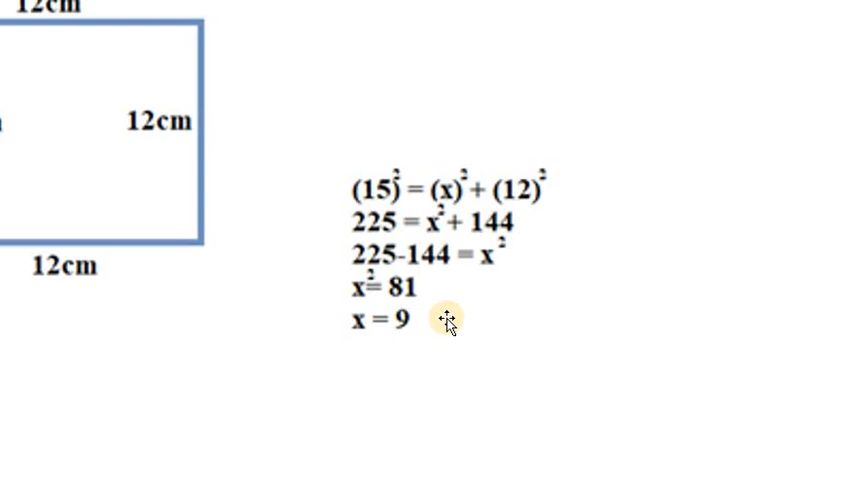 12cm
12cm
(15)² = (x)² + (12)²
225 = x² + 144
225-144 = x²
12cm
x² = 81
x = 9